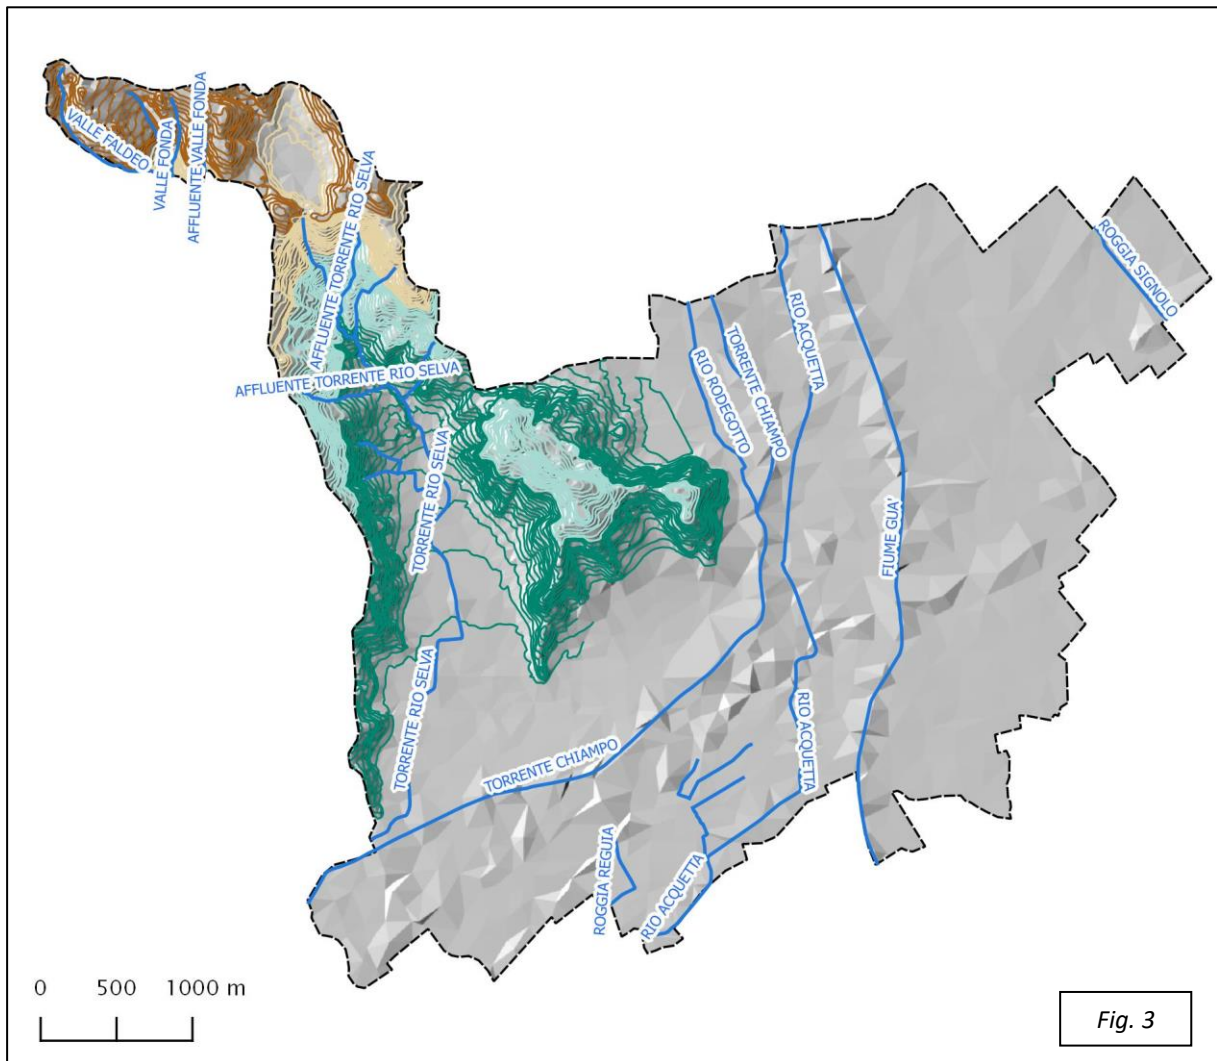 VALLE FALDEO
VALLE FONDA
AFFLUENTE VALLE FONDA
AFFLUENTE TORRENTE RIO SELVA
AFFLUENTE TORRENTE RIO SELVA
TORRENTE RIO SELVA
TORRENTE RIO SELVA
RIO RODEGOTTO
TORRENTE CHIAMPO
RIO ACQUETTA
FIUME GUA'
ROGGIA SIGNOLO
TORRENTE CHIAMPO
RIO ACQUETTA
ROGGIA REGUIA
RIO ACQUETTA
0 500 1000 m
Fig. 3